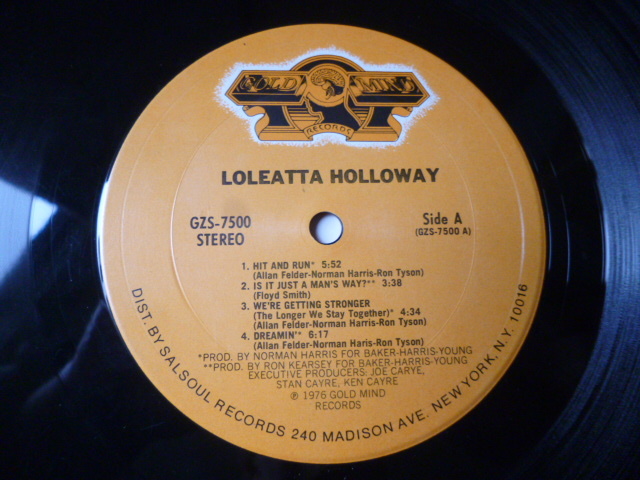 GOLD MIND
RECORDS
LOLEATTA HOLLOWAY
GZS-7500
STEREO
Side A
(GZS-7500 A)
1. HIT AND RUN* 5:52
(Allan Felder-Norman Harris-Ron Tyson)
2. IS IT JUST A MAN'S WAY?** 3:38
(Floyd Smith)
3. WE'RE GETTING STRONGER
(The Longer We Stay Together)* 4:34
(Allan Felder-Norman Harris-Ron Tyson)
4. DREAMIN'* 6:17
(Allan Felder-Norman Haris-Ron Tyson)
*PROD. BY NORMAN HARRIS FOR BAKER-HARRIS-YOUNG
**PROD. BY RON KEARSEY FOR BAKER-HARRIS-YOUNG
EXECUTIVE PRODUCERS: JOE CARYE,
STAN CAYRE, KEN CAYRE
℗ 1976 GOLD MIND
RECORDS
DIST. BY SALSOUL RECORDS 240 MADISON AVE. NEW YORK, N.Y. 10016